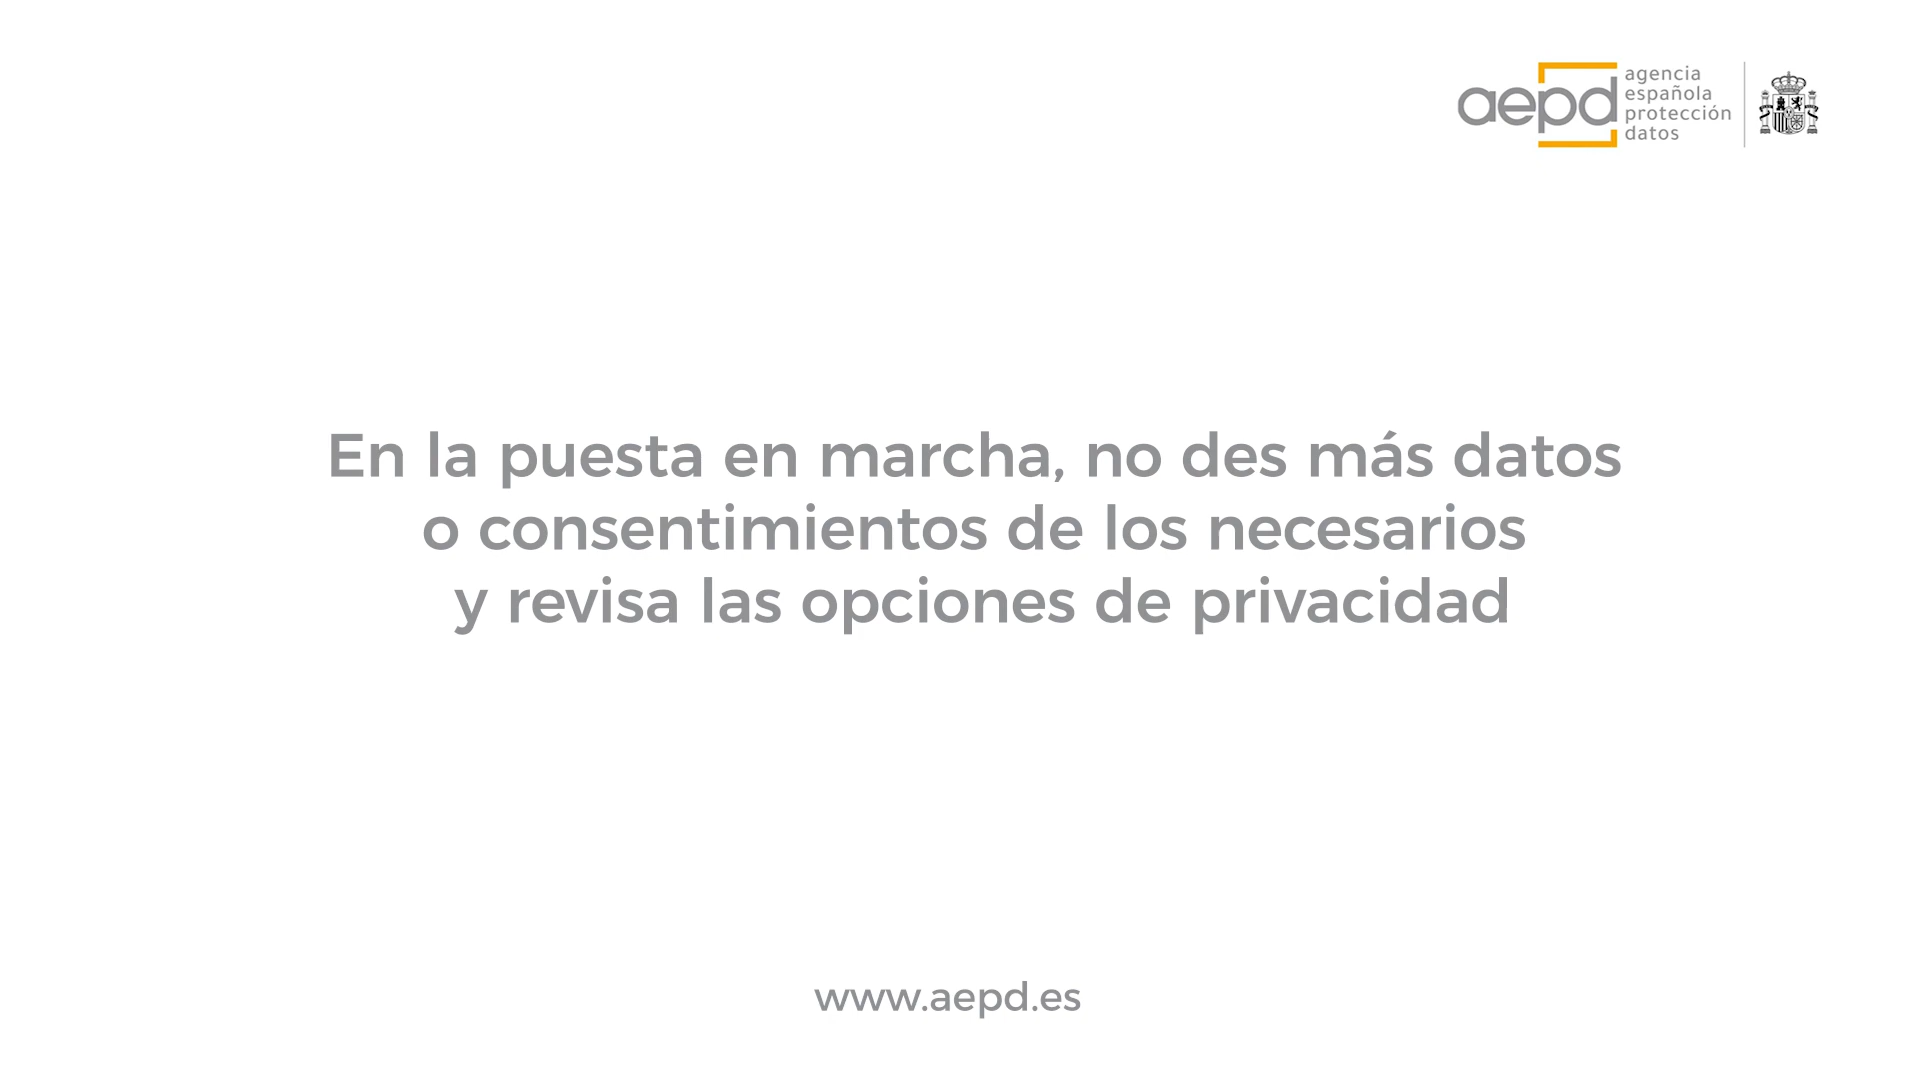 aepd
agencia
española
protección
datos
En la puesta en marcha, no des más datos
o consentimientos de los necesarios
y revisa las opciones de privacidad
www.aepd.es